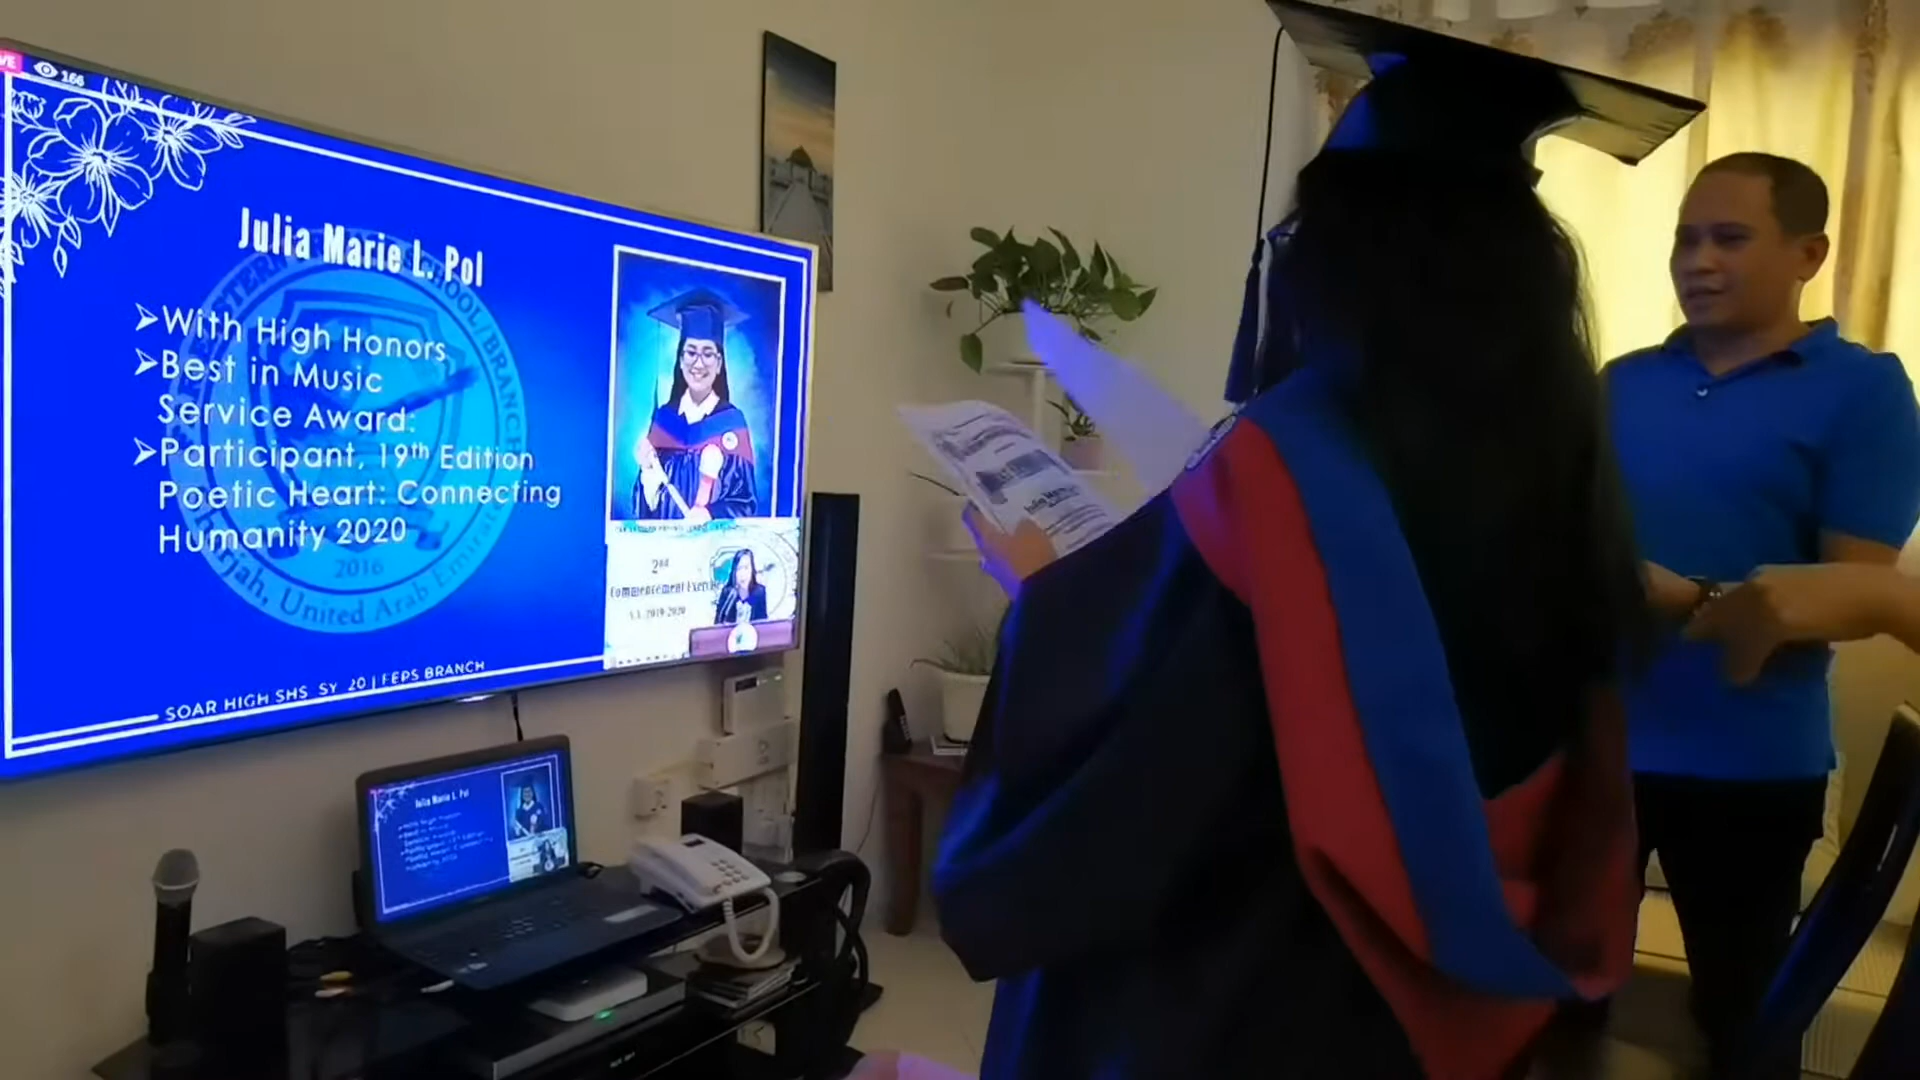 166
Julia Marie L. Pol
➢With High Honors
➢Best in Music
Service Award:
➢Participant, 19th Edition
Poetic Heart: Connecting
Humanity 2020
2016
United Arab Emirates
2nd
Commencement Exercise
S.Y. 2019-2020
SOAR HIGH SHS SY 20 | FEPS BRANCH
Julia Marie L. Pol